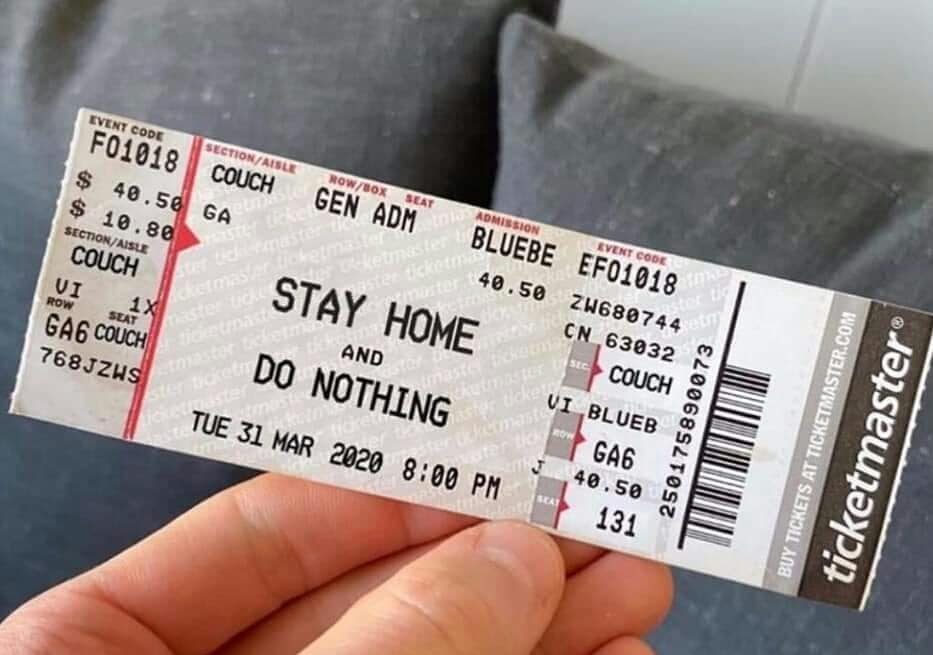 EVENT CODE
FO1018
$ 40.50
$ 10.80
SECTION/AISLE
COUCH
VI 1X
ROW SEAT
GA6 COUCH
768JZWS
SECTION/AISLE ROW/BOX SEAT ADMISSION EVENT CODE
COUCH GEN ADM BLUEBE EFO1018
GA 40.50
STAY HOME
AND
DO NOTHING
TUE 31 MAR 2020 8:00 PM
ZW680744
CN 63032
SEC. COUCH
VI BLUEB
ROW GA6
J 40.50
SEAT 131
250175890073
BUY TICKETS AT TICKETMASTER.COM
ticketmaster®